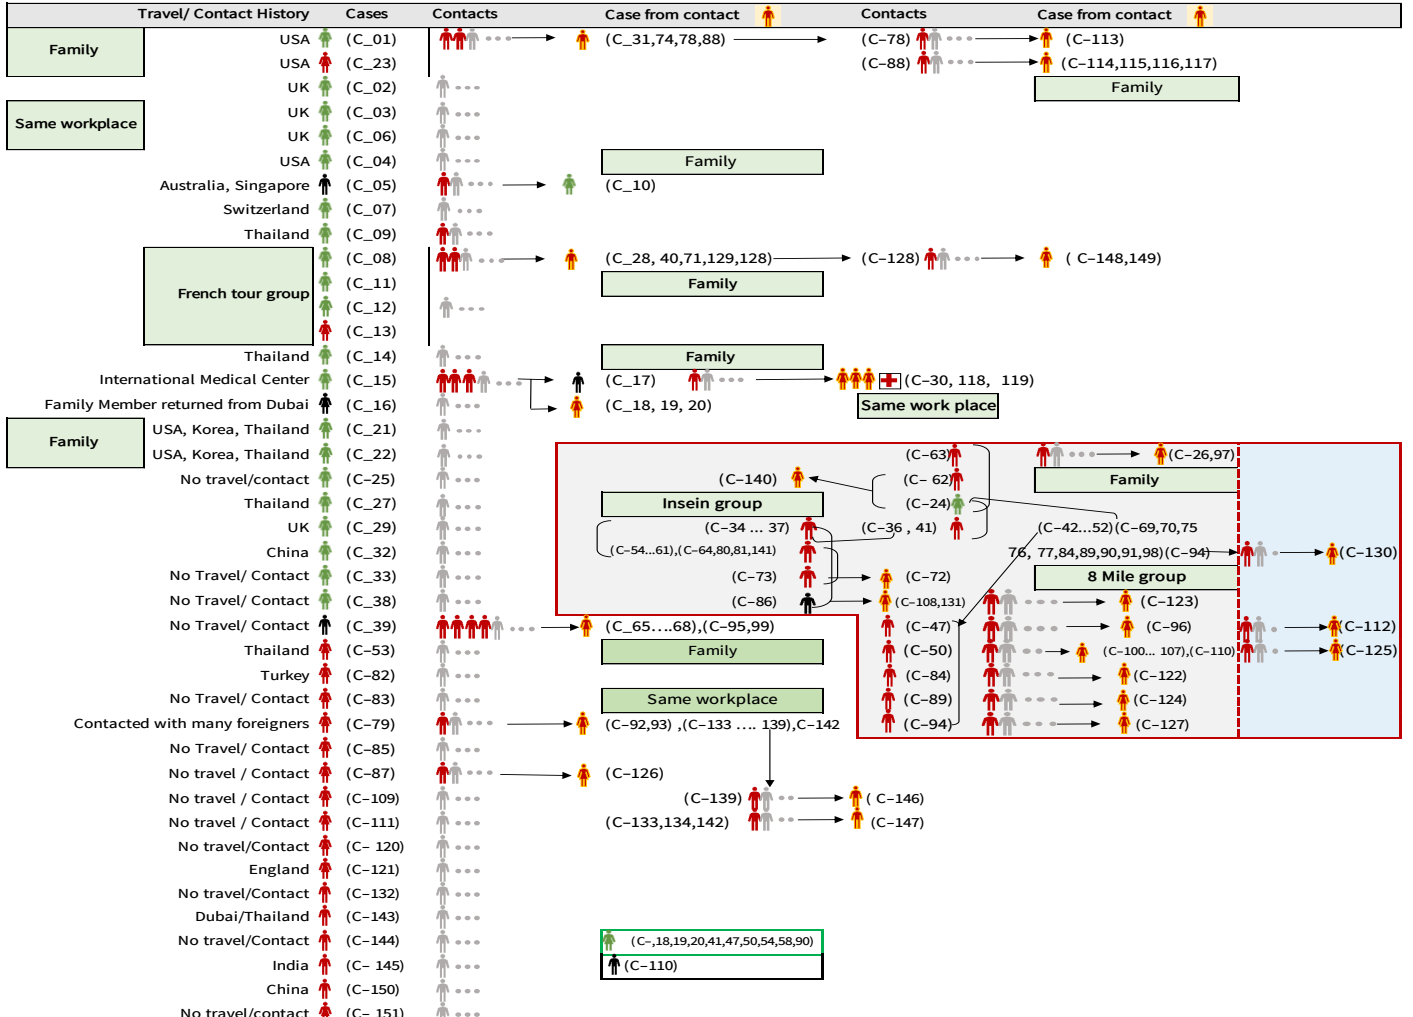 Travel/ Contact History Cases Contacts Case from contact Contacts Case from contact
Family
USA (C_01) (C_31,74,78,88) (C-78) (C-113)
USA (C_23) (C-88) (C-114,115,116,117)
UK (C_02) Family
Same workplace
UK (C_03)
UK (C_06)
USA (C_04) Family
Australia, Singapore (C_05) (C_10)
Switzerland (C_07)
Thailand (C_09)
French tour group
(C_08) (C_28, 40,71,129,128) (C-128) ( C-148,149)
(C_11) Family
(C_12)
(C_13)
Thailand (C_14) Family
International Medical Center (C_15) (C_17) (C-30, 118, 119)
Family Member returned from Dubai (C_16) (C_18, 19, 20) Same work place
Family
USA, Korea, Thailand (C_21)
USA, Korea, Thailand (C_22) (C-63) (C-26,97)
No travel/contact (C-25) (C-140) (C- 62) Family
Thailand (C_27) Insein group (C-24)
UK (C_29) (C-34 ... 37) (C-36 , 41) (C-42...52)(C-69,70,75
China (C_32) (C-54...61),(C-64,80,81,141) 76, 77,84,89,90,91,98)(C-94) (C-130)
No Travel/ Contact (C_33) (C-73) (C-72) 8 Mile group
No Travel/ Contact (C_38) (C-86) (C-108,131) (C-123)
No Travel/ Contact (C_39) (C_65....68),(C-95,99) (C-47) (C-96) (C-112)
Thailand (C-53) Family (C-50) (C-100... 107),(C-110) (C-125)
Turkey (C-82) (C-84) (C-122)
No Travel/ Contact (C-83) Same workplace (C-89) (C-124)
Contacted with many foreigners (C-79) (C-92,93) ,(C-133 .... 139),C-142 (C-94) (C-127)
No Travel/ Contact (C-85)
No travel / Contact (C-87) (C-126)
No travel / Contact (C-109) (C-139) ( C-146)
No travel / Contact (C-111) (C-133,134,142) (C-147)
No travel/Contact (C- 120)
England (C-121)
No travel/Contact (C-132)
Dubai/Thailand (C-143)
No travel/Contact (C-144) (C-,18,19,20,41,47,50,54,58,90)
India (C- 145) (C-110)
China (C-150)
No travel/contact (C- 151)